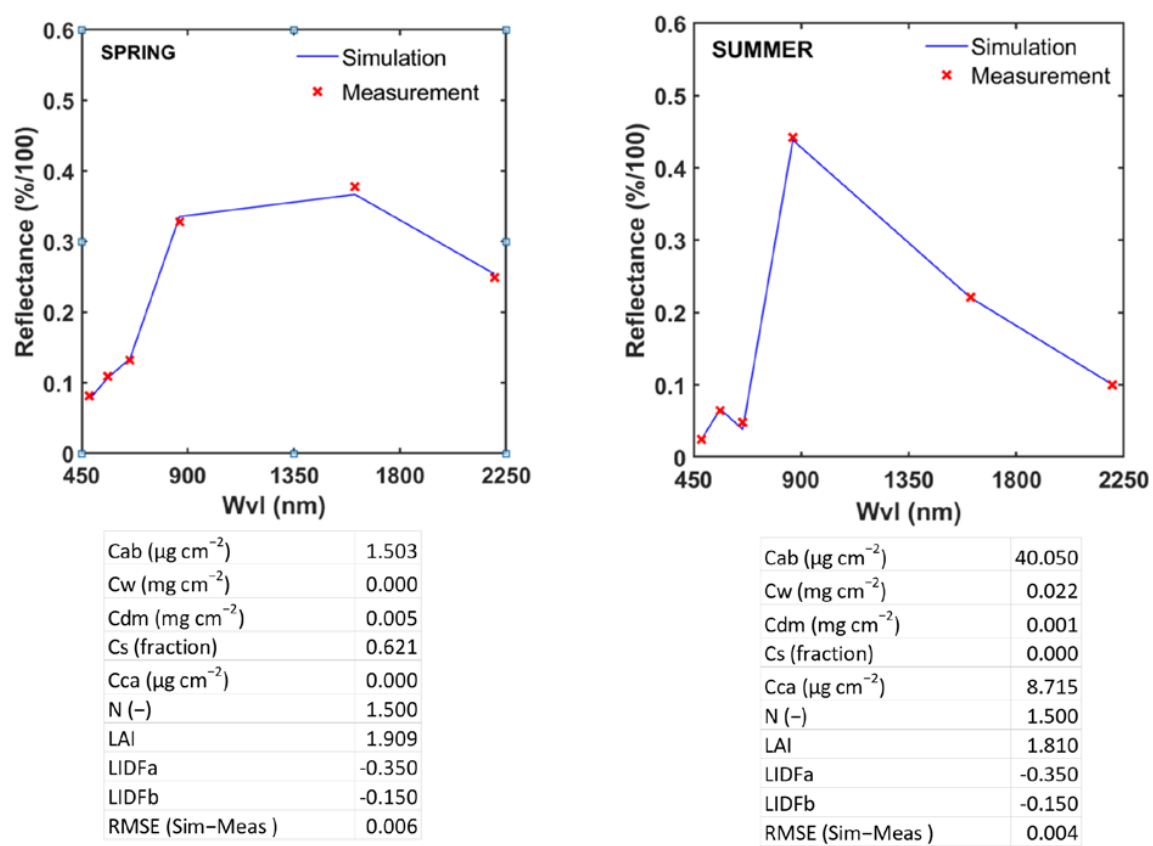 SPRING
Simulation
Measurement
0.6
0.5
0.4
0.3
0.2
0.1
0
Reflectance (%/100)
450 900 1350 1800 2250
Wvl (nm)
Cab (µg cm⁻²) 1.503
Cw (mg cm⁻²) 0.000
Cdm (mg cm⁻²) 0.005
Cs (fraction) 0.621
Cca (µg cm⁻²) 0.000
N (−) 1.500
LAI 1.909
LIDFa -0.350
LIDFb -0.150
RMSE (Sim−Meas ) 0.006
SUMMER
Simulation
Measurement
0.6
0.5
0.4
0.3
0.2
0.1
0
Reflectance (%/100)
450 900 1350 1800 2250
Wvl (nm)
Cab (µg cm⁻²) 40.050
Cw (mg cm⁻²) 0.022
Cdm (mg cm⁻²) 0.001
Cs (fraction) 0.000
Cca (µg cm⁻²) 8.715
N (−) 1.500
LAI 1.810
LIDFa -0.350
LIDFb -0.150
RMSE (Sim−Meas ) 0.004